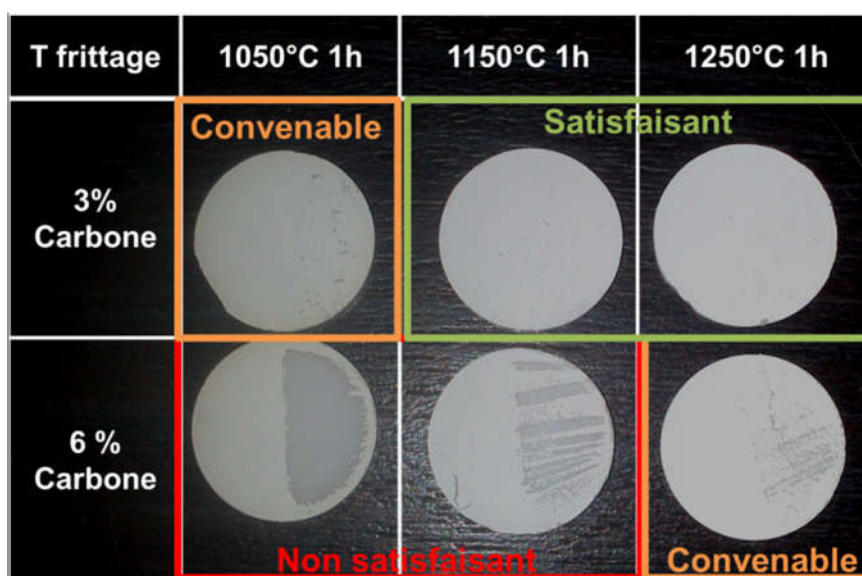 T frittage 1050°C 1h 1150°C 1h 1250°C 1h
Convenable Satisfaisant
3%
Carbone
6 %
Carbone
Non satisfaisant Convenable